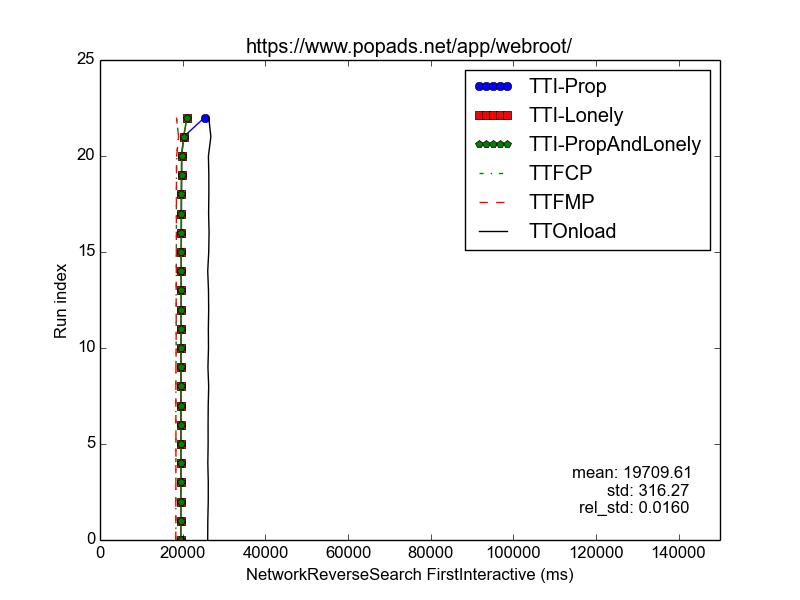 https://www.popads.net/app/webroot/
25
20
15
10
5
0
Run index
TTI-Prop
TTI-Lonely
TTI-PropAndLonely
TTFCP
TTFMP
TTOnload
mean: 19709.61
std: 316.27
rel_std: 0.0160
0 20000 40000 60000 80000 100000 120000 140000
NetworkReverseSearch FirstInteractive (ms)